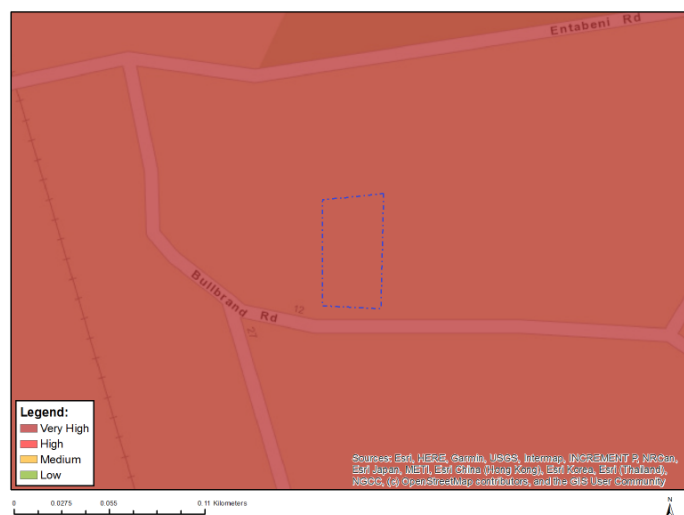 Entabeni Rd
Bullbrand Rd
12
27
Legend:
Very High
High
Medium
Low
Sources: Esri, HERE, Garmin, USGS, Intermap, INCREMENT P, NRCan,
Esri Japan, METI, Esri China (Hong Kong), Esri Korea, Esri (Thailand),
NGCC, (c) OpenStreetMap contributors, and the GIS User Community
0 0.0275 0.055 0.11 Kilometers
N